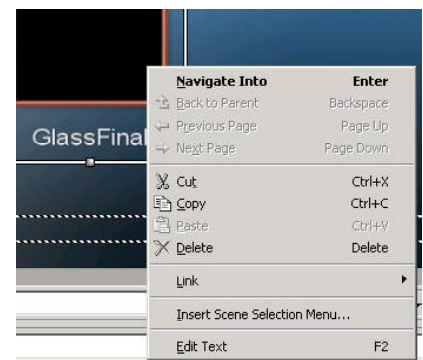 GlassFinal
Navigate Into Enter
Back to Parent Backspace
Previous Page Page Up
Next Page Page Down
Cut Ctrl+X
Copy Ctrl+C
Paste Ctrl+V
Delete Delete
Link
Insert Scene Selection Menu...
Edit Text F2